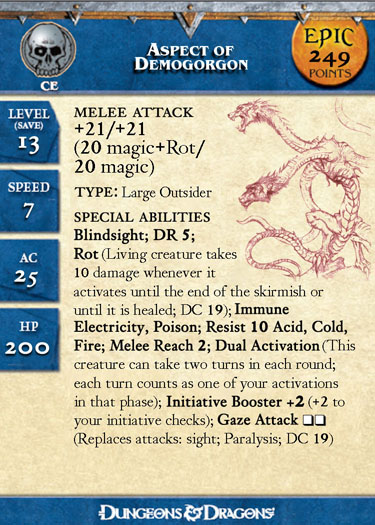 ASPECT OF
DEMOGORGON
EPIC
249
POINTS
CE
LEVEL
(SAVE)
13
SPEED
7
AC
25
HP
200
MELEE ATTACK
+21/+21
(20 magic+Rot/
20 magic)
TYPE: Large Outsider
SPECIAL ABILITIES
Blindsight; DR 5;
Rot (Living creature takes
10 damage whenever it
activates until the end of the skirmish or
until it is healed; DC 19); Immune
Electricity, Poison; Resist 10 Acid, Cold,
Fire; Melee Reach 2; Dual Activation (This
creature can take two turns in each round;
each turn counts as one of your activations
in that phase); Initiative Booster +2 (+2 to
your initiative checks); Gaze Attack ❑❑
(Replaces attacks: sight; Paralysis; DC 19)
DUNGEONS & DRAGONS